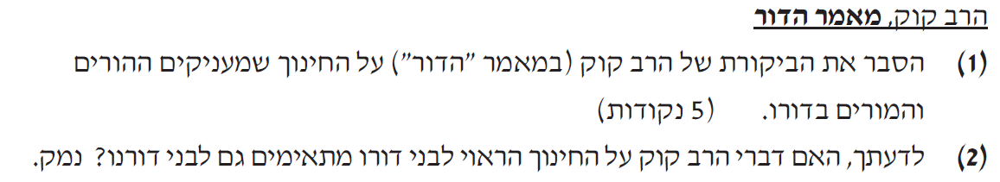 הרב קוק, מאמר הדור
(1) הסבר את הביקורת של הרב קוק (במאמר "הדור") על החינוך שמעניקים ההורים
והמורים בדורו. (5 נקודות)
(2) לדעתך, האם דברי הרב קוק על החינוך הראוי לבני דורו מתאימים גם לבני דורנו? נמק.